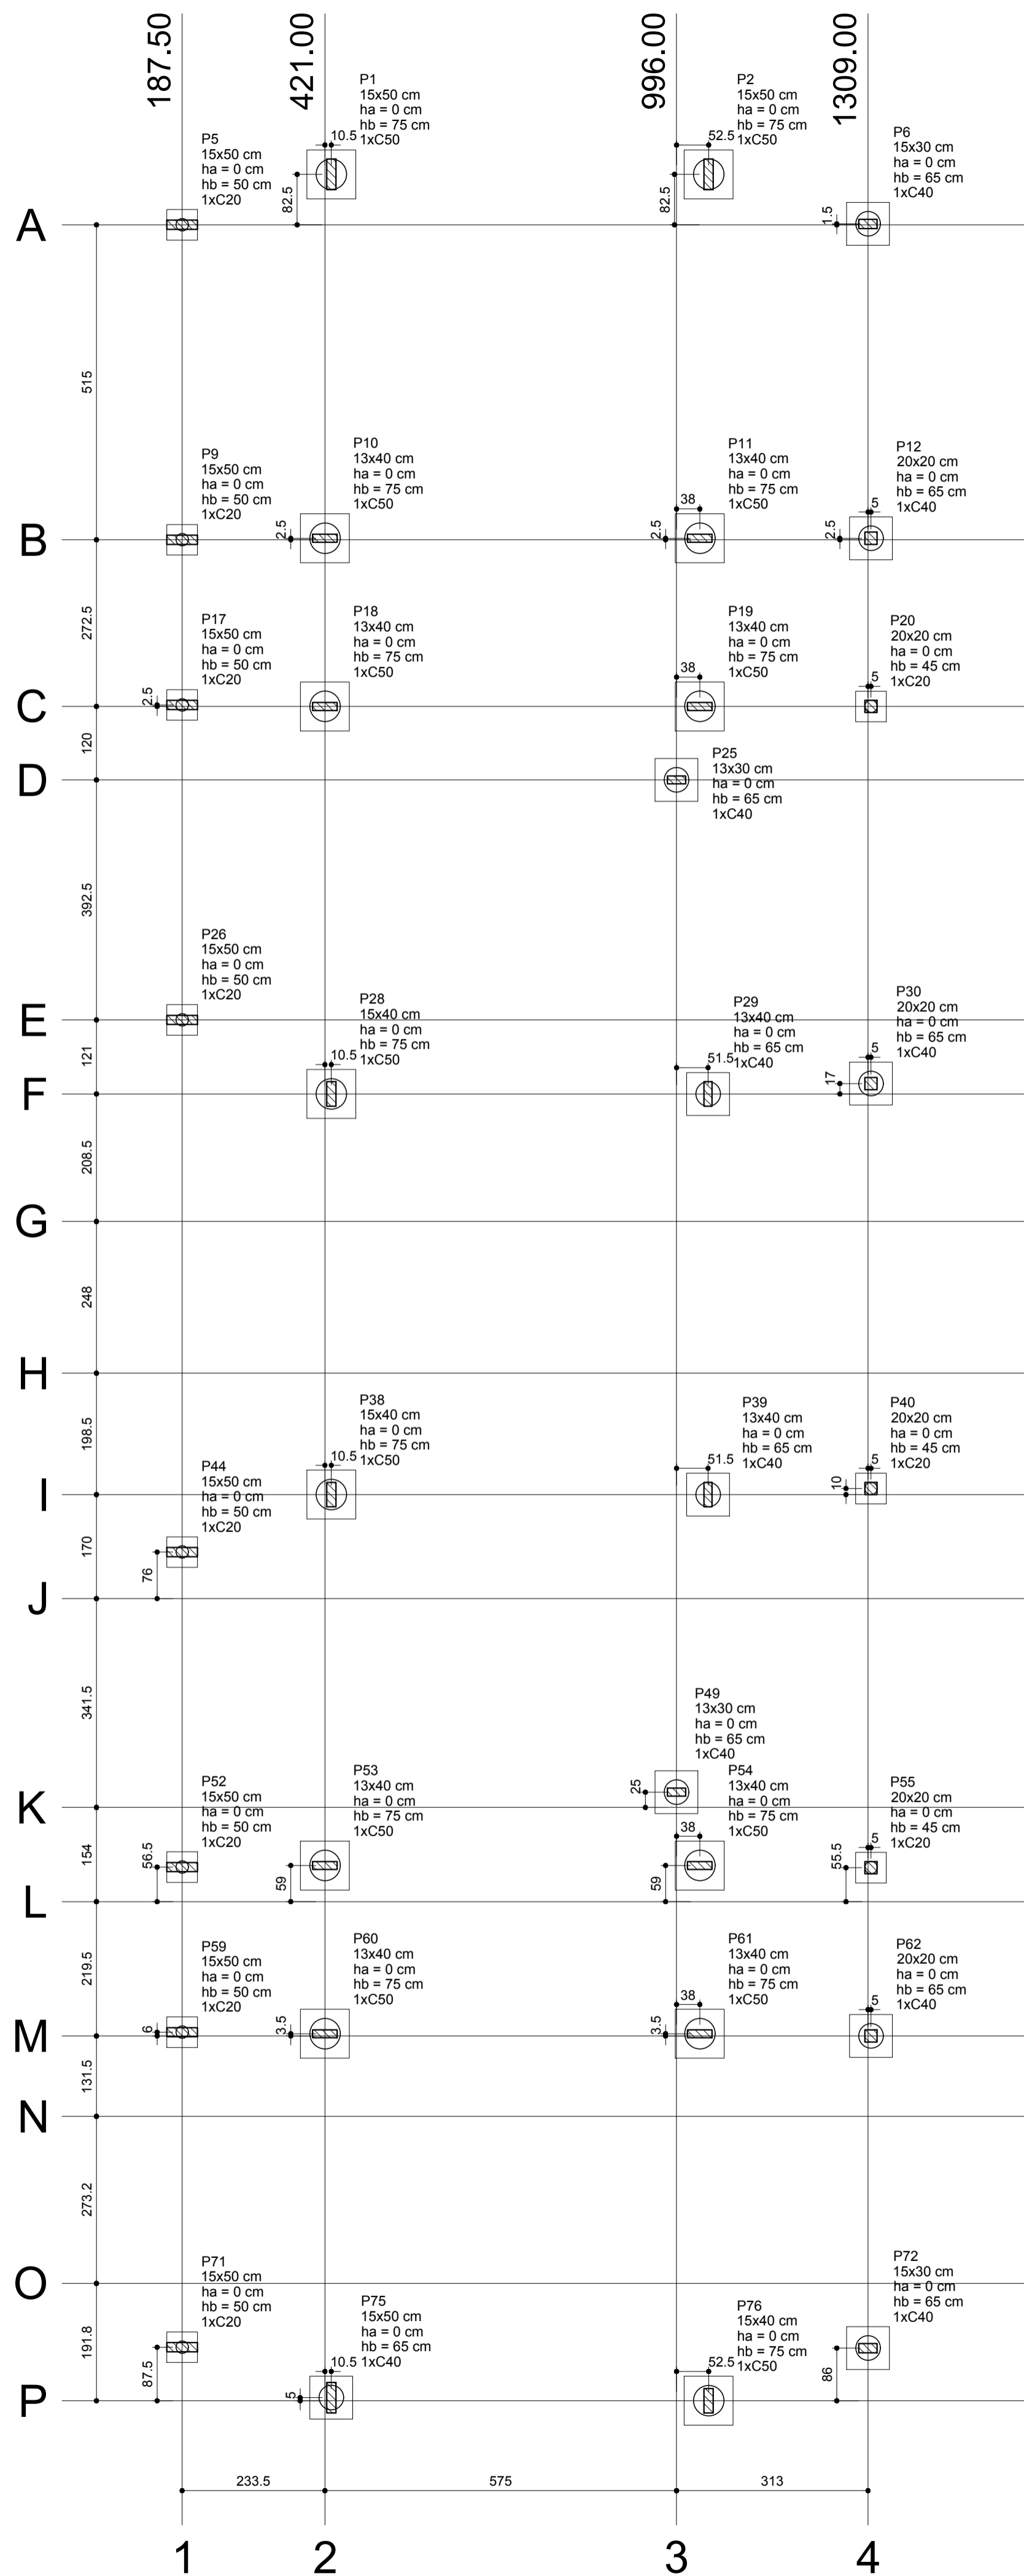 187.50
421.00
996.00
1309.00
P1
15x50 cm
ha = 0 cm
hb = 75 cm
1xC50
10.5
82.5
P2
15x50 cm
ha = 0 cm
hb = 75 cm
1xC50
52.5
82.5
P5
15x50 cm
ha = 0 cm
hb = 50 cm
1xC20
P6
15x30 cm
ha = 0 cm
hb = 65 cm
1xC40
1.5
A
515
P9
15x50 cm
ha = 0 cm
hb = 50 cm
1xC20
P10
13x40 cm
ha = 0 cm
hb = 75 cm
1xC50
2.5
P11
13x40 cm
ha = 0 cm
hb = 75 cm
1xC50
38
2.5
P12
20x20 cm
ha = 0 cm
hb = 65 cm
1xC40
5
2.5
B
272.5
P17
15x50 cm
ha = 0 cm
hb = 50 cm
1xC20
2.5
P18
13x40 cm
ha = 0 cm
hb = 75 cm
1xC50
P19
13x40 cm
ha = 0 cm
hb = 75 cm
1xC50
38
P20
20x20 cm
ha = 0 cm
hb = 45 cm
1xC20
5
C
120
D
P25
13x30 cm
ha = 0 cm
hb = 65 cm
1xC40
392.5
P26
15x50 cm
ha = 0 cm
hb = 50 cm
1xC20
E
121
P28
15x40 cm
ha = 0 cm
hb = 75 cm
1xC50
10.5
P29
13x40 cm
ha = 0 cm
hb = 65 cm
1xC40
51.5
P30
20x20 cm
ha = 0 cm
hb = 65 cm
1xC40
5
17
F
208.5
G
248
H
198.5
P38
15x40 cm
ha = 0 cm
hb = 75 cm
1xC50
10.5
P39
13x40 cm
ha = 0 cm
hb = 65 cm
1xC40
51.5
P40
20x20 cm
ha = 0 cm
hb = 45 cm
1xC20
5
10
I
P44
15x50 cm
ha = 0 cm
hb = 50 cm
1xC20
76
170
J
341.5
P49
13x30 cm
ha = 0 cm
hb = 65 cm
1xC40
25
K
154
P52
15x50 cm
ha = 0 cm
hb = 50 cm
1xC20
56.5
P53
13x40 cm
ha = 0 cm
hb = 75 cm
1xC50
59
P54
13x40 cm
ha = 0 cm
hb = 75 cm
1xC50
38
59
P55
20x20 cm
ha = 0 cm
hb = 45 cm
1xC20
5
55.5
L
219.5
P59
15x50 cm
ha = 0 cm
hb = 50 cm
1xC20
6
P60
13x40 cm
ha = 0 cm
hb = 75 cm
1xC50
3.5
P61
13x40 cm
ha = 0 cm
hb = 75 cm
1xC50
38
3.5
P62
20x20 cm
ha = 0 cm
hb = 65 cm
1xC40
5
M
131.5
N
273.2
O
191.8
P71
15x50 cm
ha = 0 cm
hb = 50 cm
1xC20
87.5
P72
15x30 cm
ha = 0 cm
hb = 65 cm
1xC40
86
P75
15x50 cm
ha = 0 cm
hb = 65 cm
1xC40
10.5
5
P76
15x40 cm
ha = 0 cm
hb = 75 cm
1xC50
52.5
P
233.5
575
313
1
2
3
4